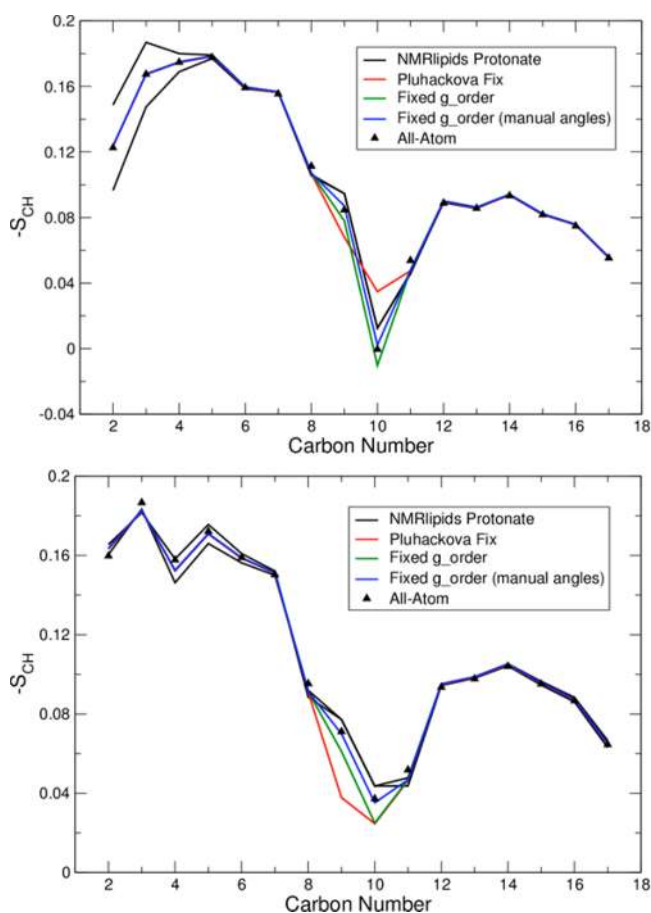 0.2
0.16
0.12
0.08
0.04
0
-0.04
-S_CH
NMRlipids Protonate
Pluhackova Fix
Fixed g_order
Fixed g_order (manual angles)
All-Atom
2 4 6 8 10 12 14 16 18
Carbon Number
0.2
0.16
0.12
0.08
0.04
0
-S_CH
NMRlipids Protonate
Pluhackova Fix
Fixed g_order
Fixed g_order (manual angles)
All-Atom
2 4 6 8 10 12 14 16 18
Carbon Number